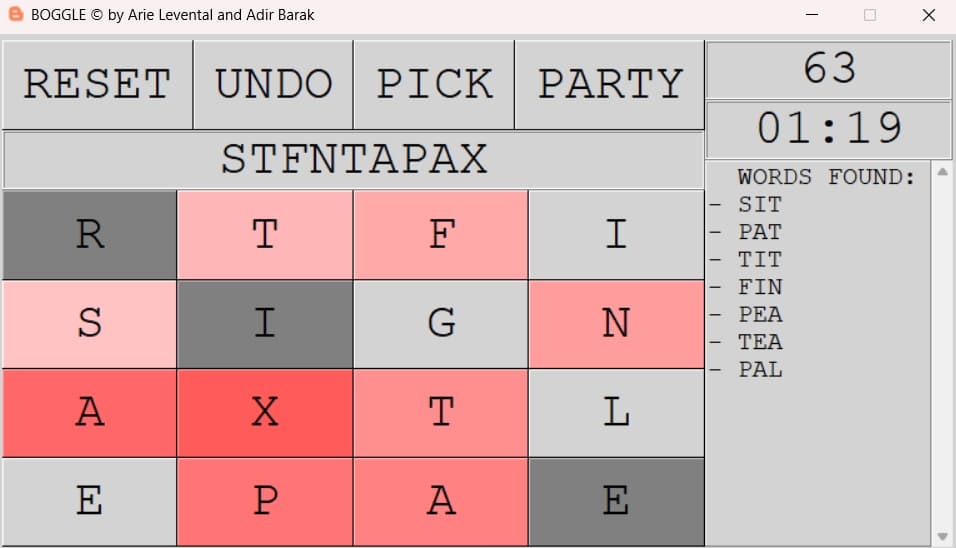 BOGGLE © by Arie Levental and Adir Barak
RESET UNDO PICK PARTY
63
01:19
STFNTAPAX
R T F I
S I G N
A X T L
E P A E
WORDS FOUND:
- SIT
- PAT
- TIT
- FIN
- PEA
- TEA
- PAL